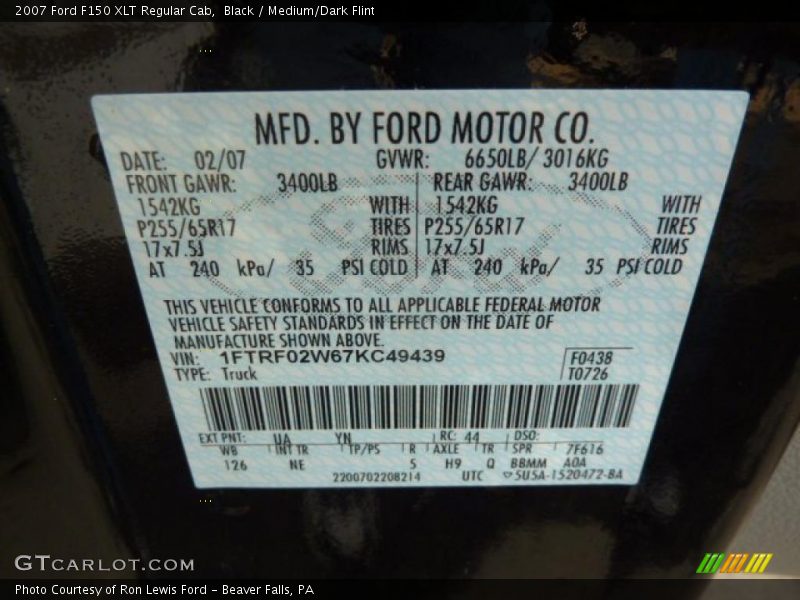 2007 Ford F150 XLT Regular Cab, Black / Medium/Dark Flint
MFD. BY FORD MOTOR CO.
DATE: 02/07 GVWR: 6650LB/ 3016KG
FRONT GAWR: 3400LB REAR GAWR: 3400LB
1542KG WITH 1542KG WITH
P255/65R17 TIRES P255/65R17 TIRES
17x7.5J RIMS 17x7.5J RIMS
AT 240 kPa/ 35 PSI COLD AT 240 kPa/ 35 PSI COLD
THIS VEHICLE CONFORMS TO ALL APPLICABLE FEDERAL MOTOR
VEHICLE SAFETY STANDARDS IN EFFECT ON THE DATE OF
MANUFACTURE SHOWN ABOVE.
VIN: 1FTRF02W67KC49439 F0438
TYPE: Truck T0726
EXT PNT: UA YN RC: 44 DSO:
WB INT TR TP/PS R AXLE TR SPR 7F616
126 NE 5 H9 Q BBMM A0A
2200702208214 UTC 5U5A-1520472-BA
GTCARLOT.COM
Photo Courtesy of Ron Lewis Ford - Beaver Falls, PA